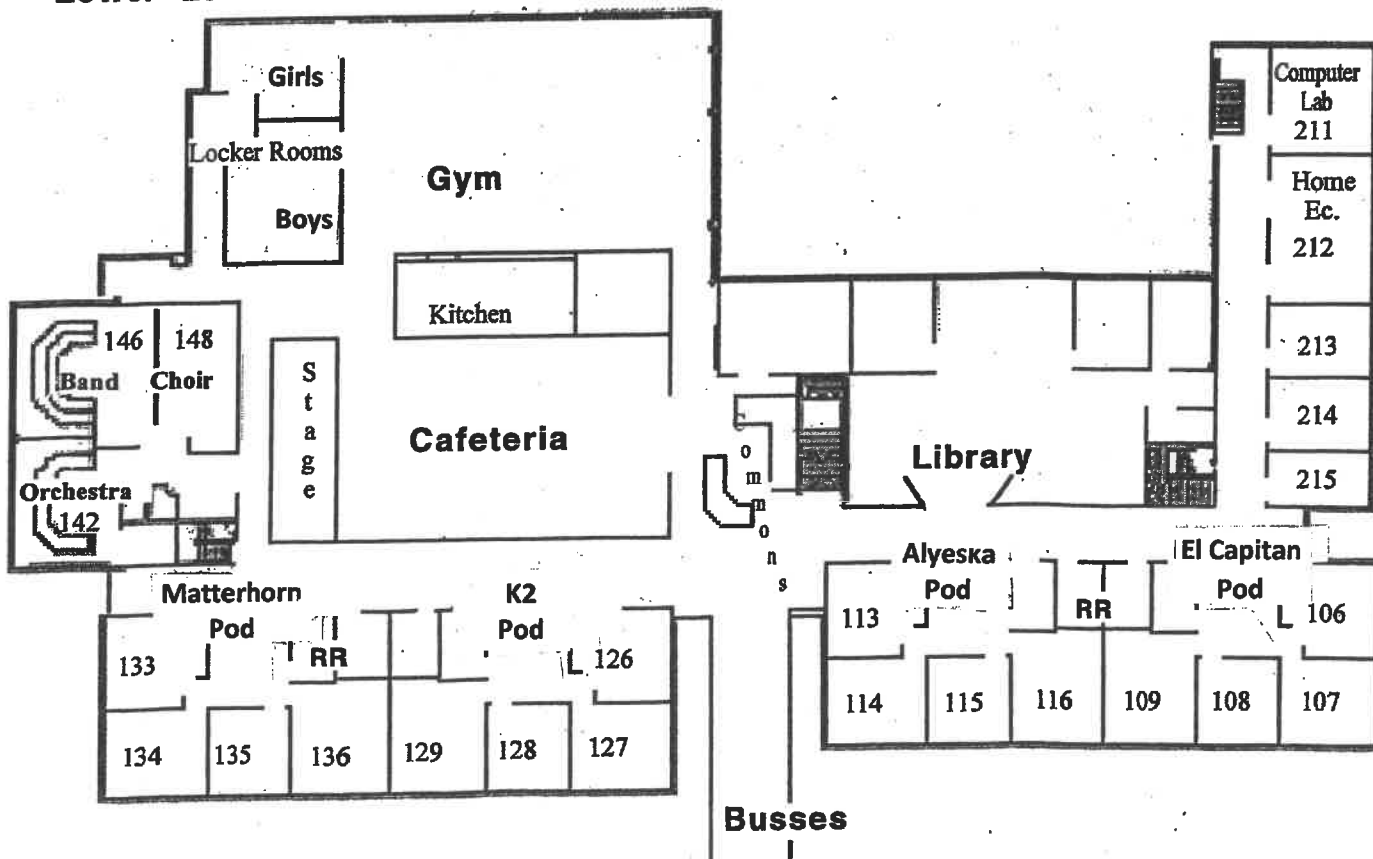 Girls
Locker Rooms
Boys
Gym
Kitchen
Computer
Lab
211
Home
Ec.
212
213
214
215
146
148
Band
Choir
Stage
Cafeteria
Commons
Library
Orchestra
142
Matterhorn
Pod
K2
Pod
Alyeska
Pod
El Capitan
Pod
133
RR
126
113
RR
106
134
135
136
129
128
127
114
115
116
109
108
107
Busses